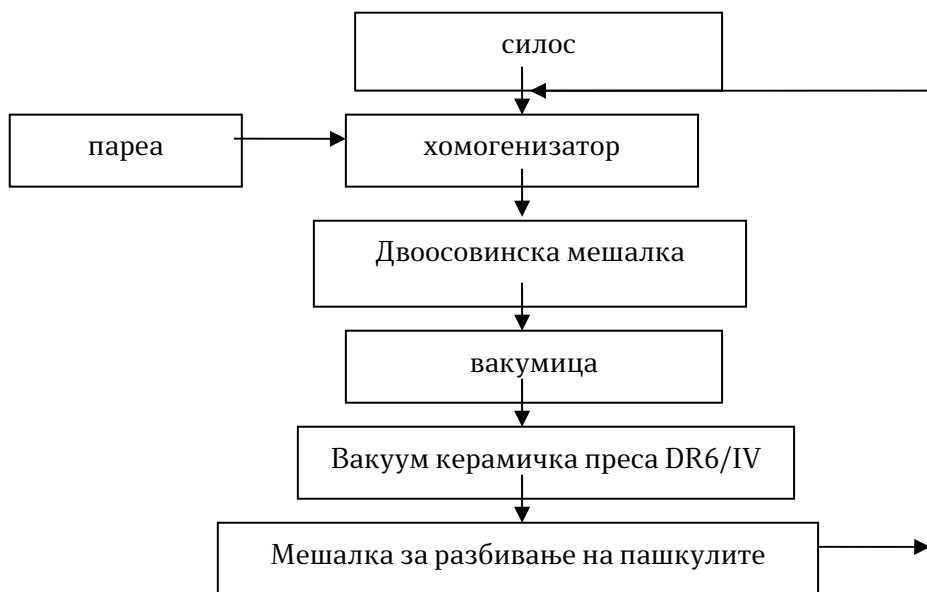 силос
пареа
хомогенизатор
Двоосовинска мешалка
вакумица
Вакуум керамичка преса DR6/IV
Мешалка за разбивање на пашкулите